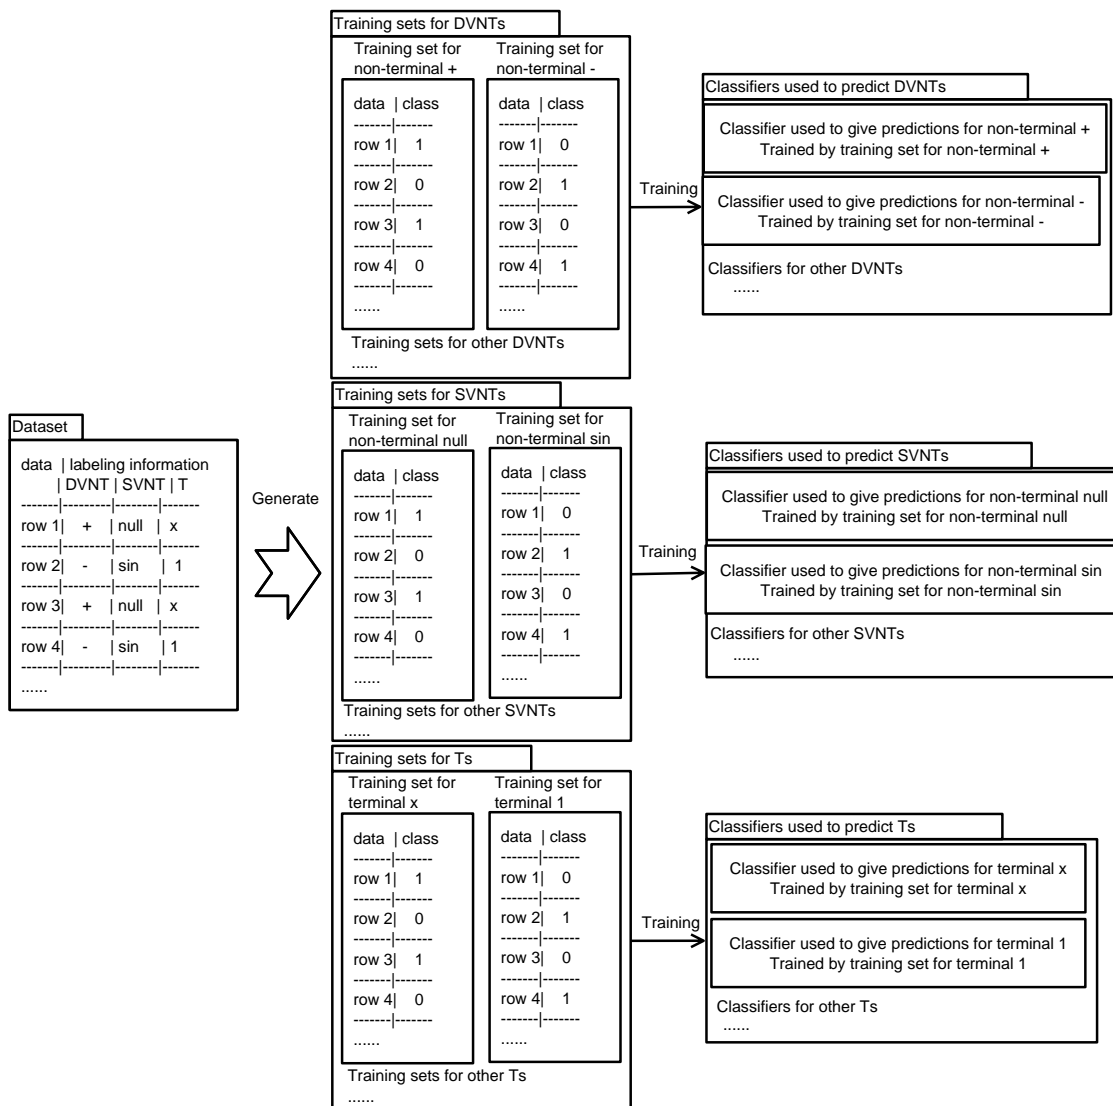 Dataset
data | labeling information
| DVNT | SVNT | T
-------|--------|-------|-------
row 1| + | null | x
-------|--------|-------|-------
row 2| - | sin | 1
-------|--------|-------|-------
row 3| + | null | x
-------|--------|-------|-------
row 4| - | sin | 1
-------|--------|-------|-------
......
Generate
Training sets for DVNTs
Training set for
non-terminal +
data | class
-------|-------
row 1| 1
-------|-------
row 2| 0
-------|-------
row 3| 1
-------|-------
row 4| 0
-------|-------
......
Training set for
non-terminal -
data | class
-------|-------
row 1| 0
-------|-------
row 2| 1
-------|-------
row 3| 0
-------|-------
row 4| 1
-------|-------
......
Training sets for other DVNTs
......
Training
Classifiers used to predict DVNTs
Classifier used to give predictions for non-terminal +
Trained by training set for non-terminal +
Classifier used to give predictions for non-terminal -
Trained by training set for non-terminal -
Classifiers for other DVNTs
......
Training sets for SVNTs
Training set for
non-terminal null
data | class
-------|-------
row 1| 1
-------|-------
row 2| 0
-------|-------
row 3| 1
-------|-------
row 4| 0
-------|-------
......
Training set for
non-terminal sin
data | class
-------|-------
row 1| 0
-------|-------
row 2| 1
-------|-------
row 3| 0
-------|-------
row 4| 1
-------|-------
......
Training sets for other SVNTs
......
Training
Classifiers used to predict SVNTs
Classifier used to give predictions for non-terminal null
Trained by training set for non-terminal null
Classifier used to give predictions for non-terminal sin
Trained by training set for non-terminal sin
Classifiers for other SVNTs
......
Training sets for Ts
Training set for
terminal x
data | class
-------|-------
row 1| 1
-------|-------
row 2| 0
-------|-------
row 3| 1
-------|-------
row 4| 0
-------|-------
......
Training set for
terminal 1
data | class
-------|-------
row 1| 0
-------|-------
row 2| 1
-------|-------
row 3| 0
-------|-------
row 4| 1
-------|-------
......
Training sets for other Ts
......
Training
Classifiers used to predict Ts
Classifier used to give predictions for terminal x
Trained by training set for terminal x
Classifier used to give predictions for terminal 1
Trained by training set for terminal 1
Classifiers for other Ts
......